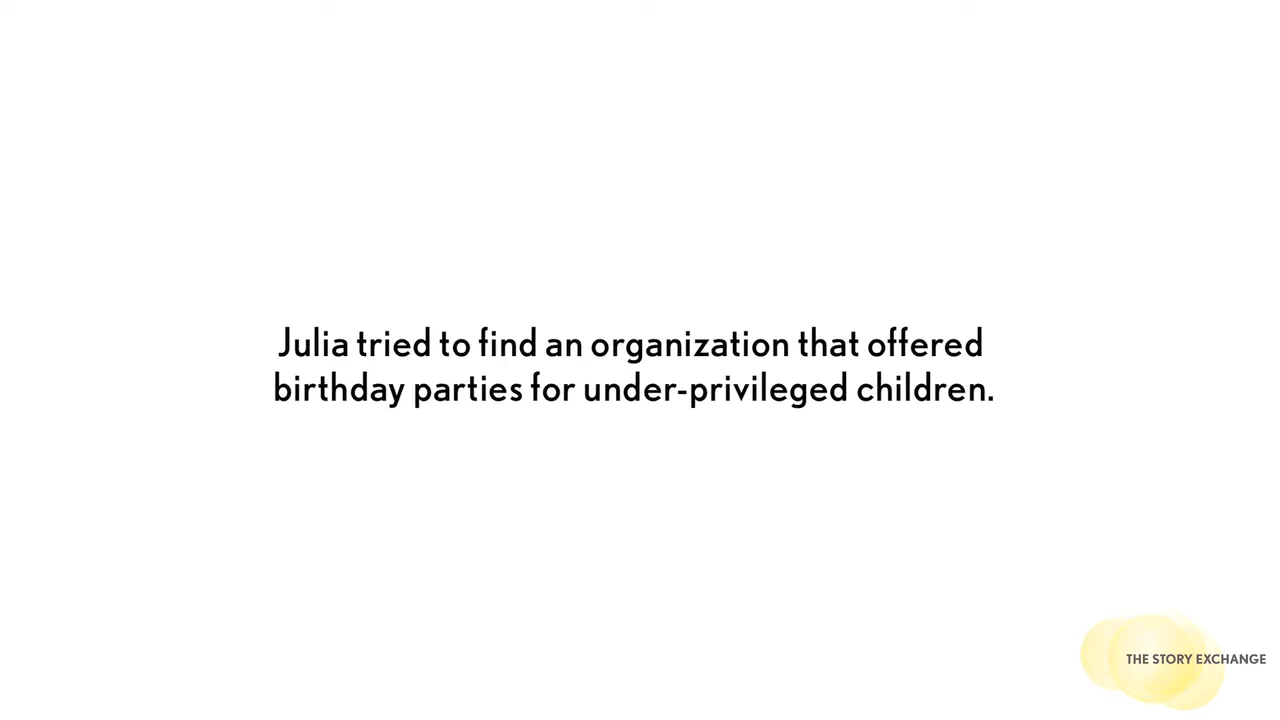 Julia tried to find an organization that offered
birthday parties for under-privileged children.
THE STORY EXCHANGE